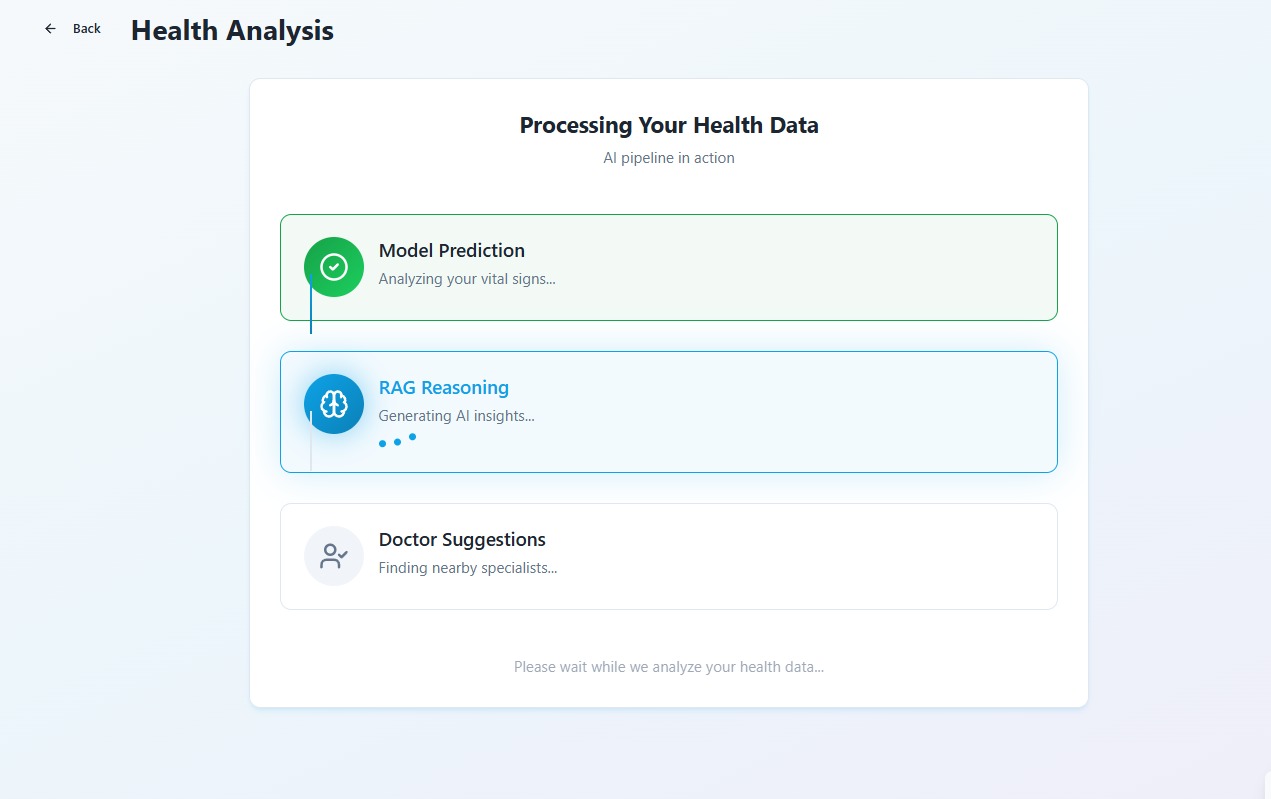 Back
Health Analysis
Processing Your Health Data
AI pipeline in action
Model Prediction
Analyzing your vital signs...
RAG Reasoning
Generating AI insights...
Doctor Suggestions
Finding nearby specialists...
Please wait while we analyze your health data...